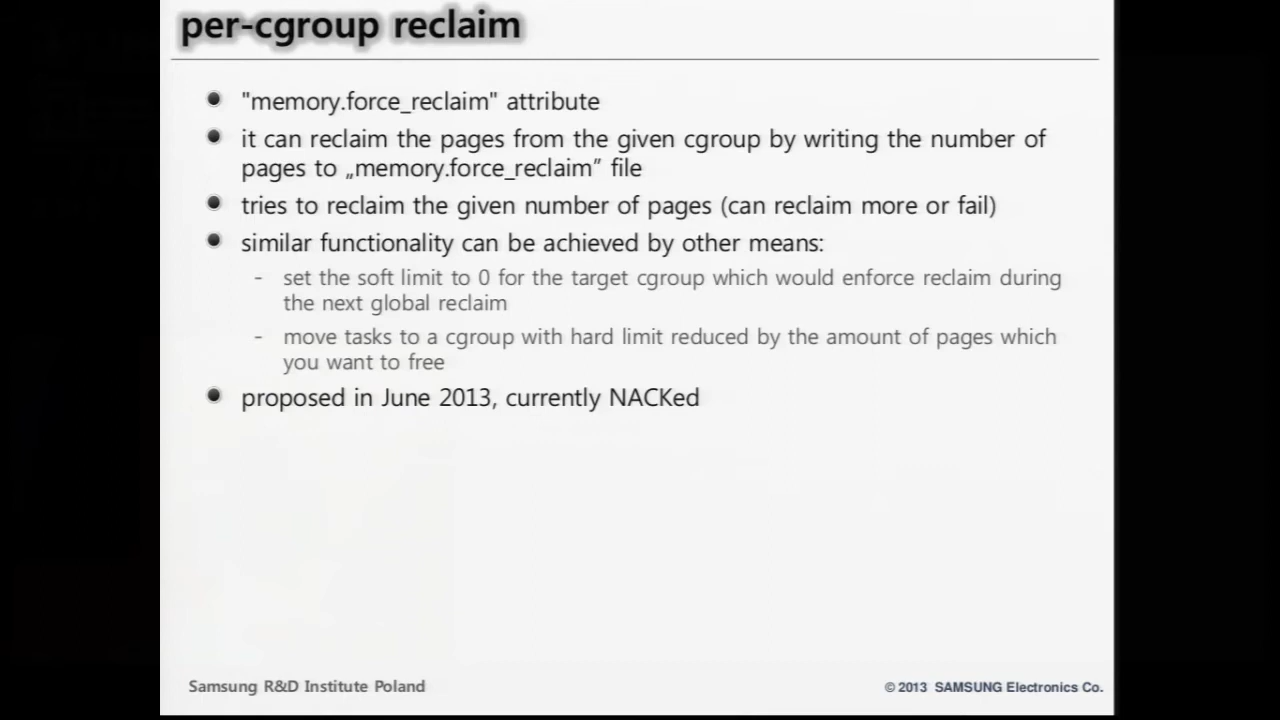 per-cgroup reclaim
"memory.force_reclaim" attribute
it can reclaim the pages from the given cgroup by writing the number of
pages to „memory.force_reclaim” file
tries to reclaim the given number of pages (can reclaim more or fail)
similar functionality can be achieved by other means:
- set the soft limit to 0 for the target cgroup which would enforce reclaim during
the next global reclaim
- move tasks to a cgroup with hard limit reduced by the amount of pages which
you want to free
proposed in June 2013, currently NACKed
Samsung R&D Institute Poland
© 2013 SAMSUNG Electronics Co.